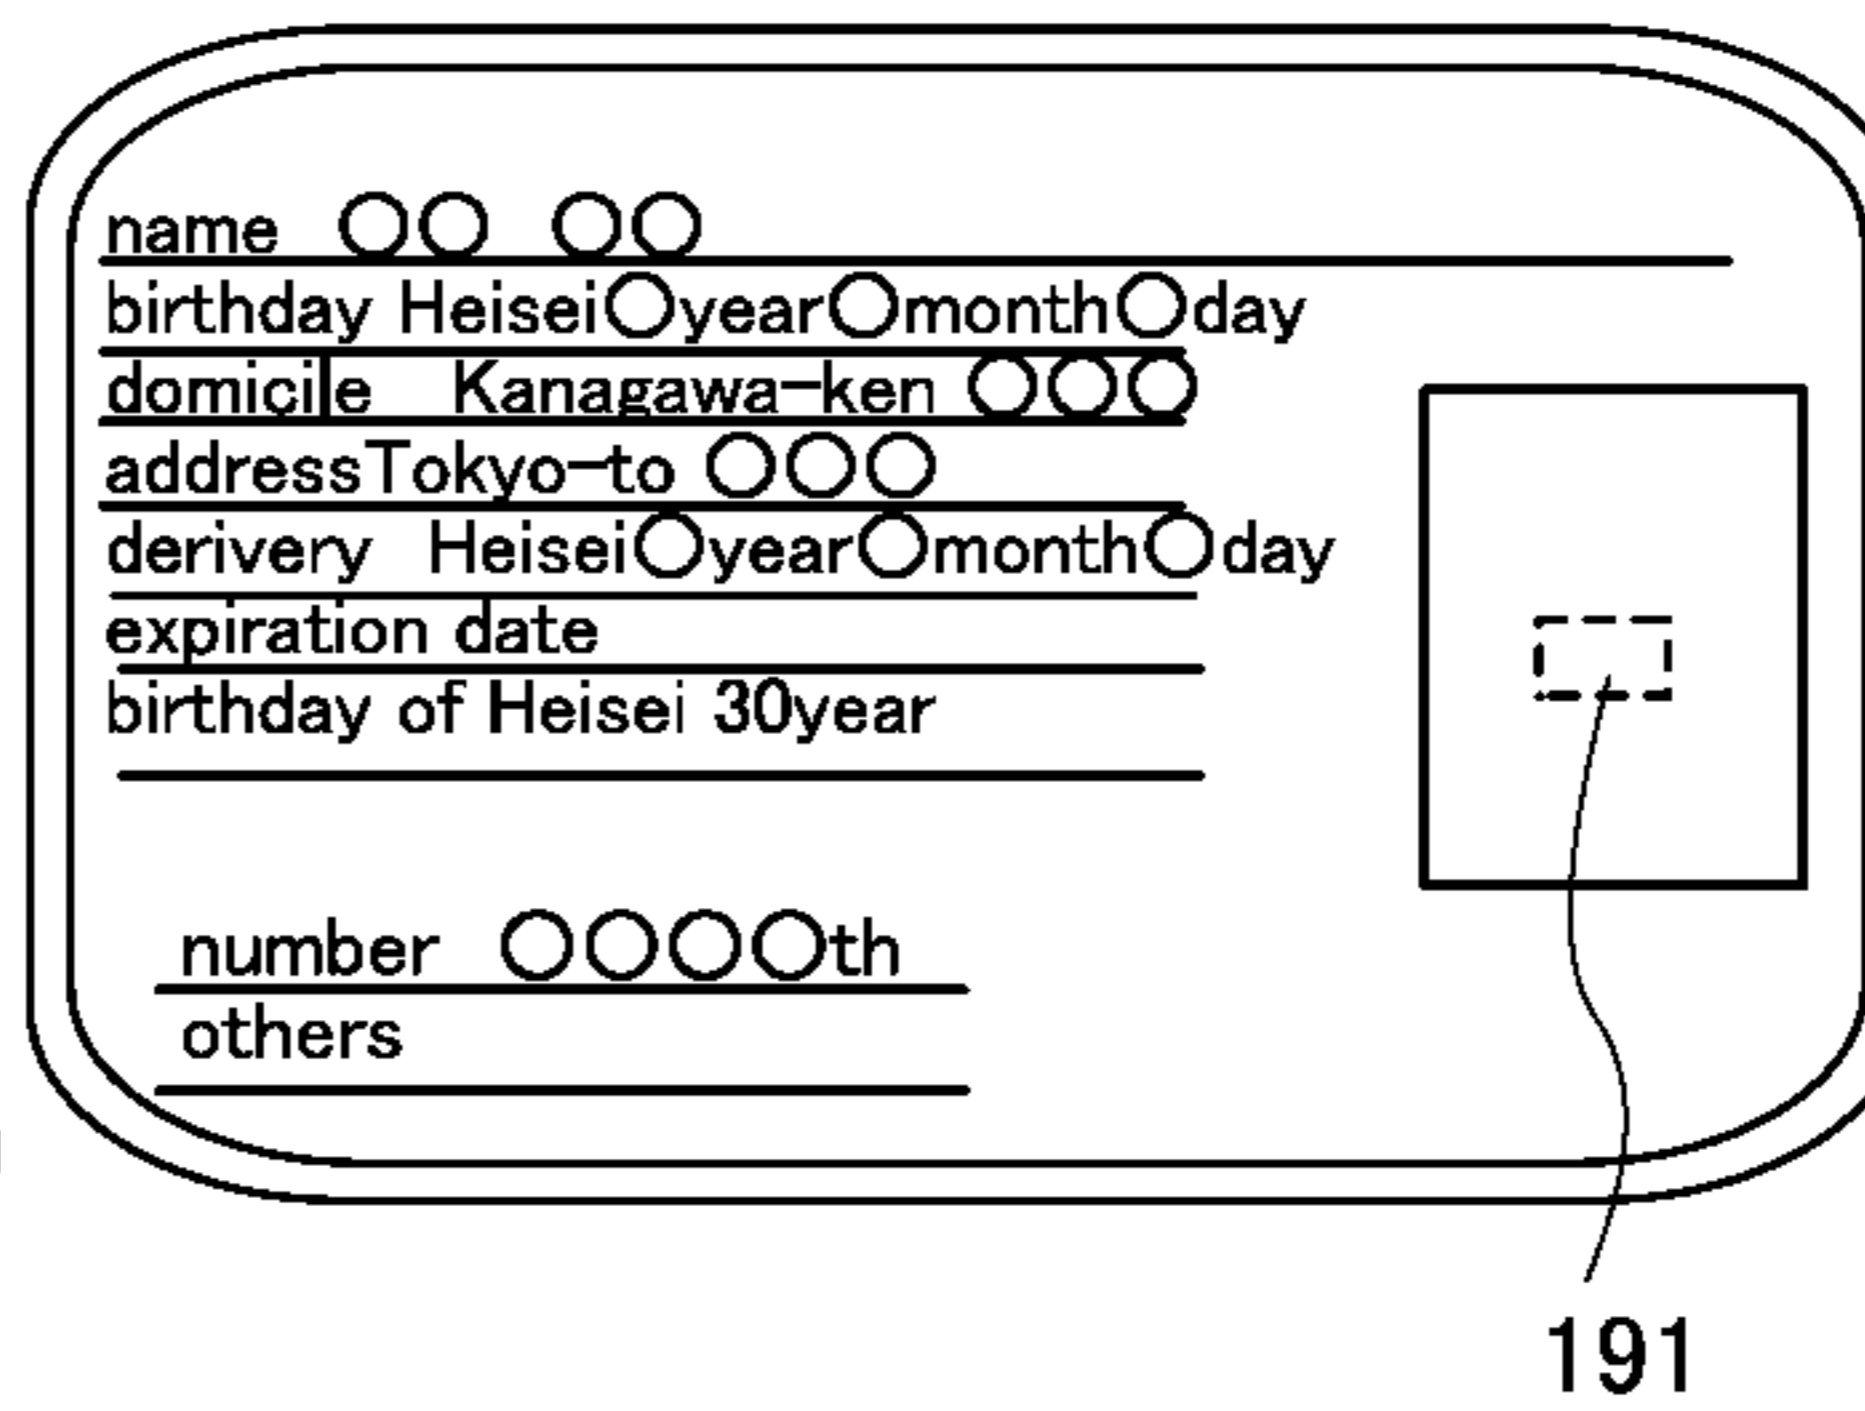 name ○○ ○○
birthday Heisei○year○month○day
domicile Kanagawa-ken ○○○
addressTokyo-to ○○○
derivery Heisei○year○month○day
expiration date
birthday of Heisei 30year
number ○○○○th
others
191